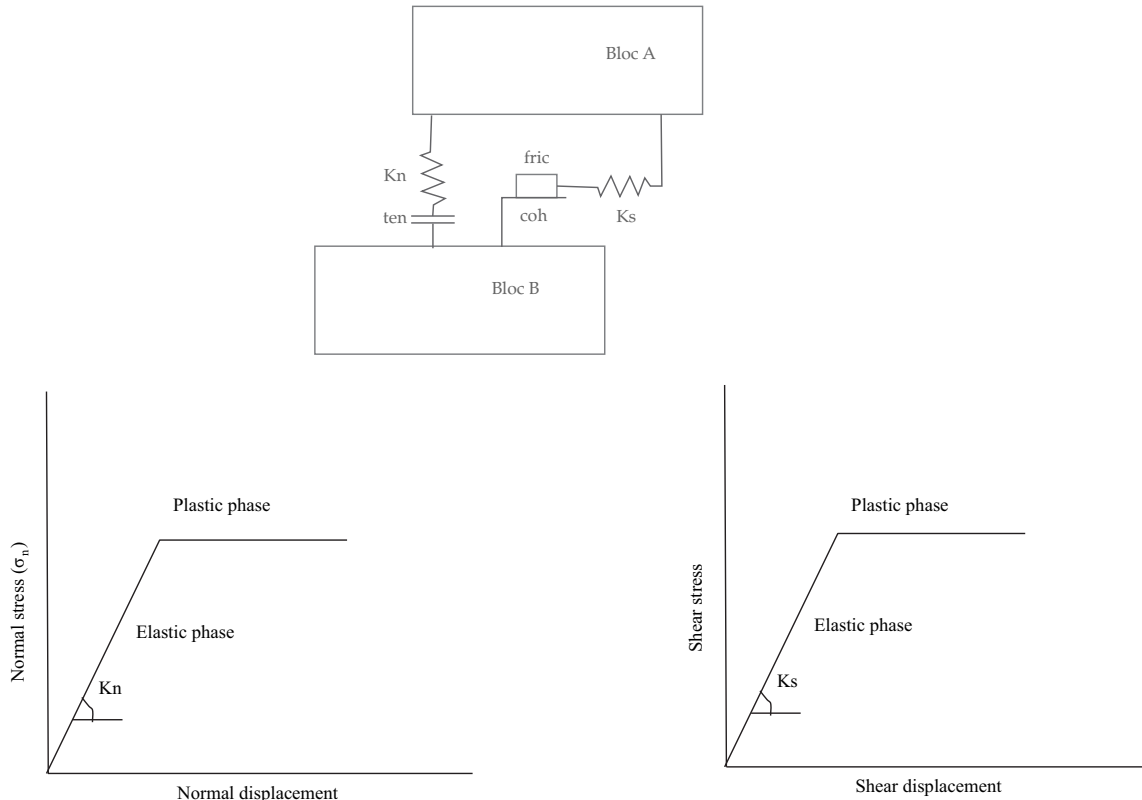 Bloc A
fric
Kn
ten
coh
Ks
Bloc B
Normal stress (σn)
Plastic phase
Elastic phase
Kn
Normal displacement
Shear stress
Plastic phase
Elastic phase
Ks
Shear displacement